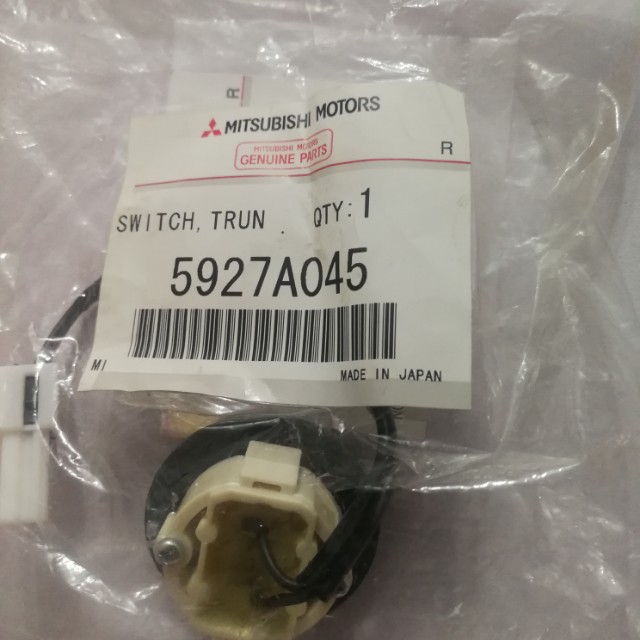 R
MITSUBISHI MOTORS
MITSUBISHI MOTORS
GENUINE PARTS
R
SWITCH, TRUN . QTY:1
5927A045
MI
MADE IN JAPAN